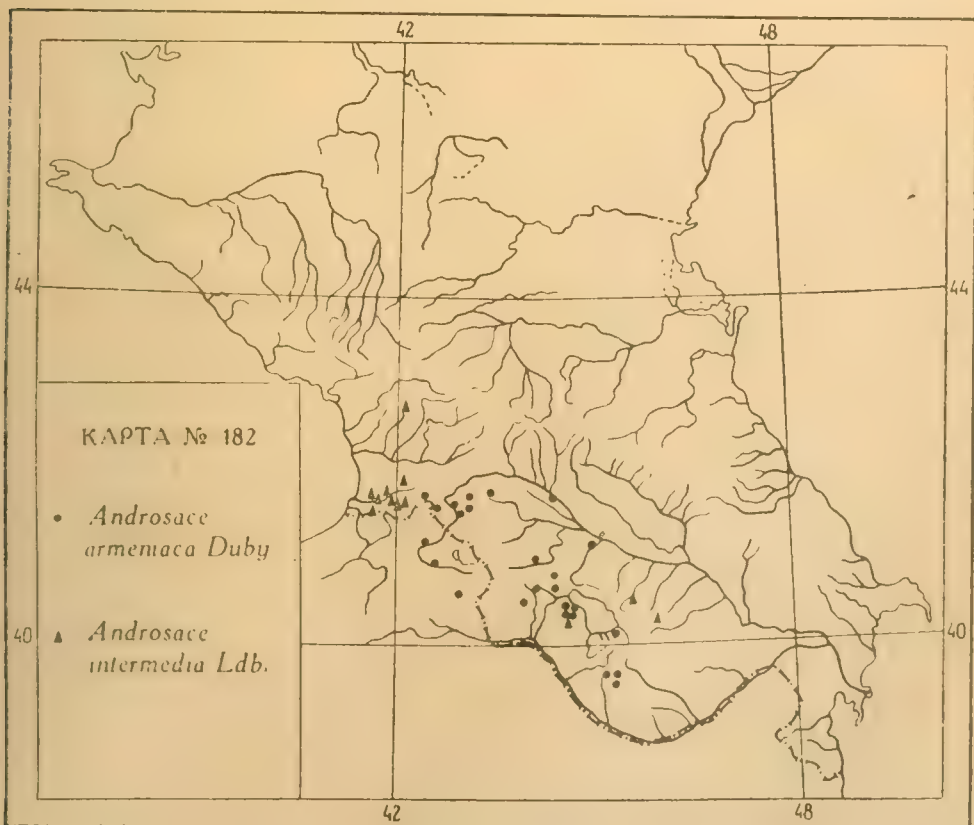 42 48
44 44
КАРТА № 182
Androsace
armeniaca Duby
Androsace
intermedia Ldb.
40 40
42 48